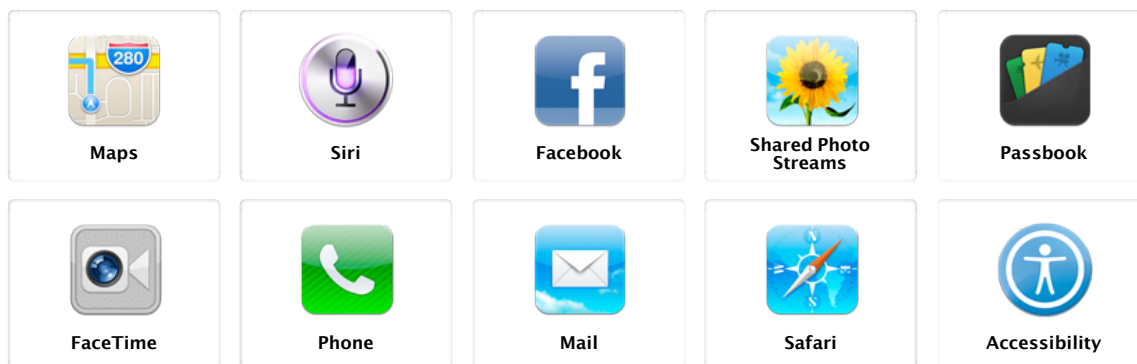 280
Maps
Siri
f
Facebook
Shared Photo
Streams
Passbook
FaceTime
Phone
Mail
N
S
Safari
Accessibility